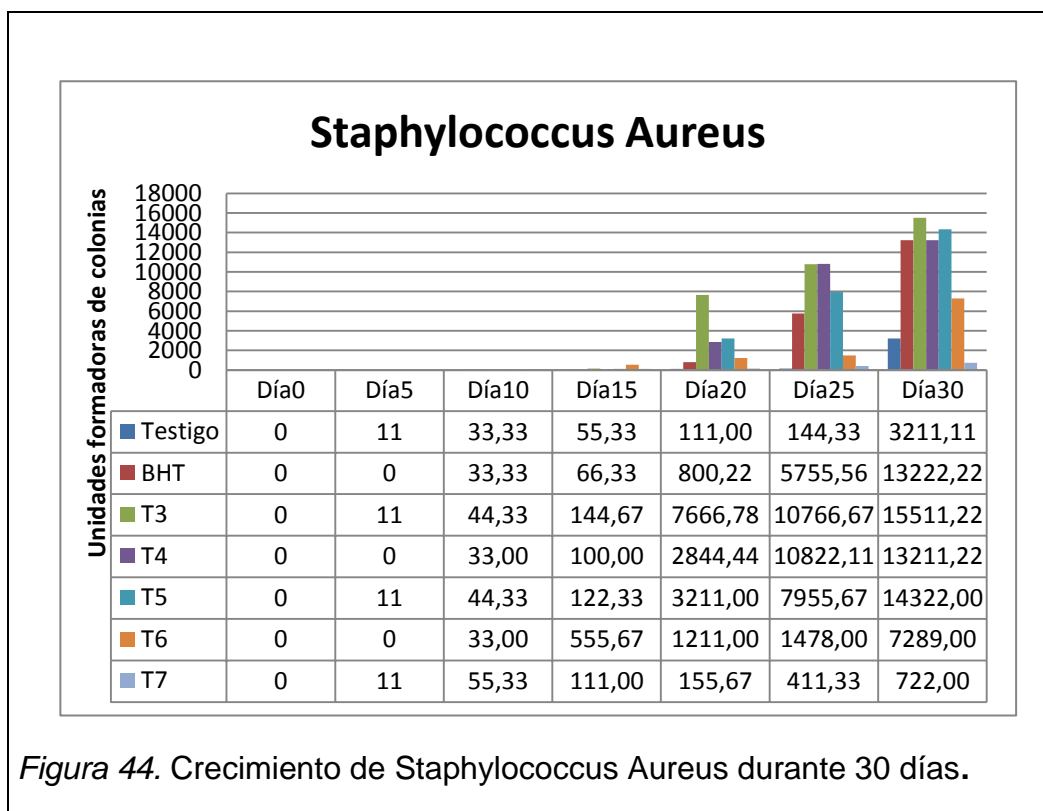 Staphylococcus Aureus
Unidades formadoras de colonias
18000
16000
14000
12000
10000
8000
6000
4000
2000
0
Día0 Día5 Día10 Día15 Día20 Día25 Día30
Testigo 0 11 33,33 55,33 111,00 144,33 3211,11
BHT 0 0 33,33 66,33 800,22 5755,56 13222,22
T3 0 11 44,33 144,67 7666,78 10766,67 15511,22
T4 0 0 33,00 100,00 2844,44 10822,11 13211,22
T5 0 11 44,33 122,33 3211,00 7955,67 14322,00
T6 0 0 33,00 555,67 1211,00 1478,00 7289,00
T7 0 11 55,33 111,00 155,67 411,33 722,00
Figura 44. Crecimiento de Staphylococcus Aureus durante 30 días.